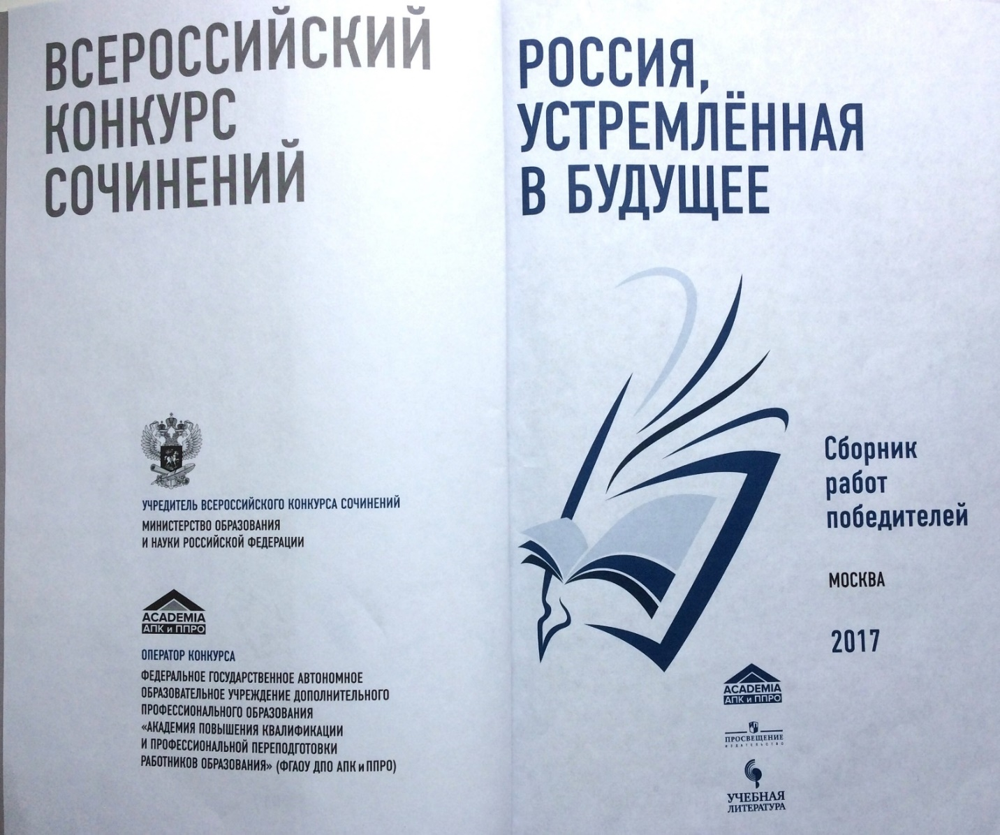 ВСЕРОССИЙСКИЙ
КОНКУРС
СОЧИНЕНИЙ
УЧРЕДИТЕЛЬ ВСЕРОССИЙСКОГО КОНКУРСА СОЧИНЕНИЙ
МИНИСТЕРСТВО ОБРАЗОВАНИЯ
И НАУКИ РОССИЙСКОЙ ФЕДЕРАЦИИ
ACADEMIA
АПК и ППРО
ОПЕРАТОР КОНКУРСА
ФЕДЕРАЛЬНОЕ ГОСУДАРСТВЕННОЕ АВТОНОМНОЕ
ОБРАЗОВАТЕЛЬНОЕ УЧРЕЖДЕНИЕ ДОПОЛНИТЕЛЬНОГО
ПРОФЕССИОНАЛЬНОГО ОБРАЗОВАНИЯ
«АКАДЕМИЯ ПОВЫШЕНИЯ КВАЛИФИКАЦИИ
И ПРОФЕССИОНАЛЬНОЙ ПЕРЕПОДГОТОВКИ
РАБОТНИКОВ ОБРАЗОВАНИЯ» (ФГАОУ ДПО АПК и ППРО)
РОССИЯ,
УСТРЕМЛЁННАЯ
В БУДУЩЕЕ
Сборник
работ
победителей
МОСКВА
2017
ACADEMIA
АПК и ППРО
ПРОСВЕЩЕНИЕ
ИЗДАТЕЛЬСТВО
УЧЕБНАЯ
ЛИТЕРАТУРА